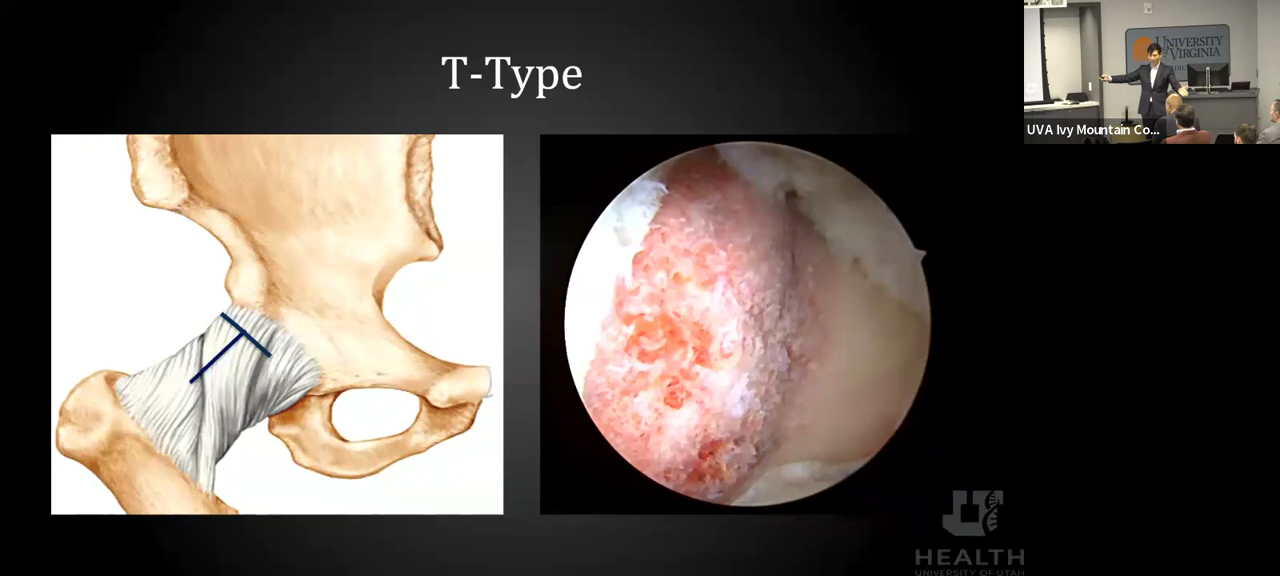 T-Type
UNIVERSITY
of VIRGINIA
UVA Ivy Mountain Co...
U
HEALTH
UNIVERSITY OF UTAH